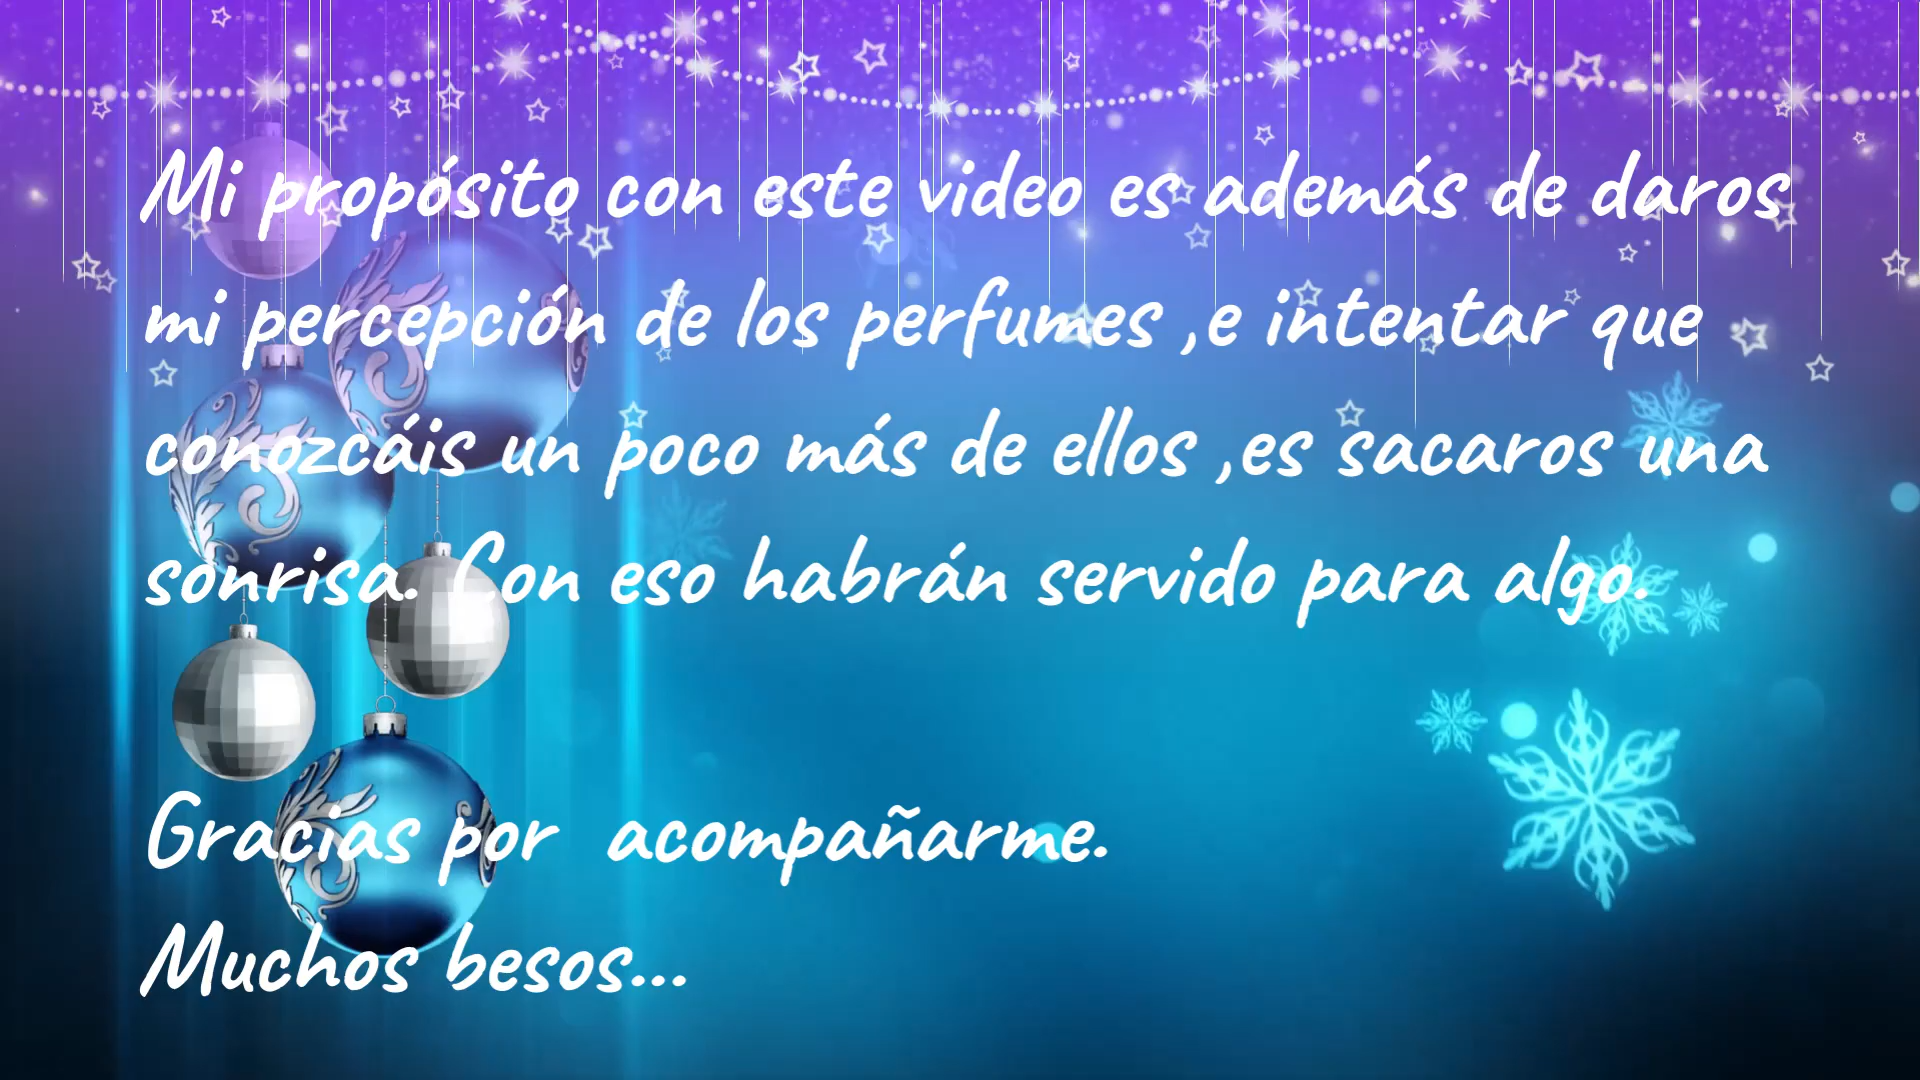 Mi propósito con este video es además de daros
mi percepción de los perfumes ,e intentar que
conozcáis un poco más de ellos ,es sacaros una
sonrisa. Con eso habrán servido para algo.
Gracias por  acompañarme.
Muchos besos...